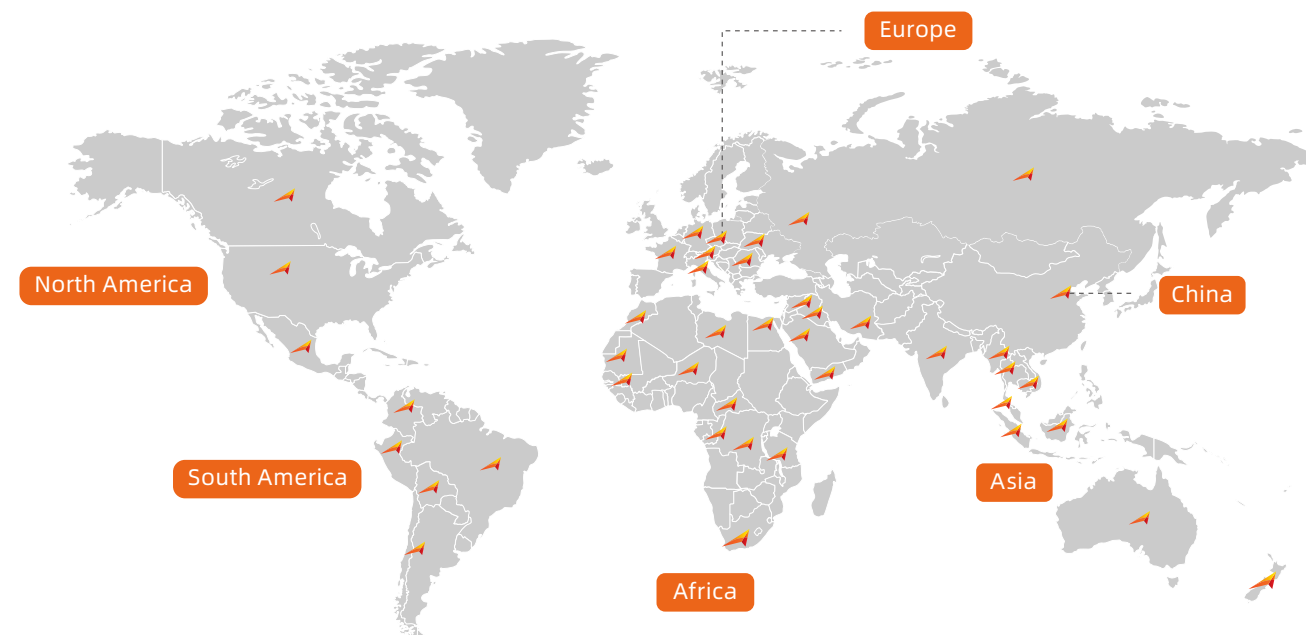 Europe
North America
China
South America
Asia
Africa